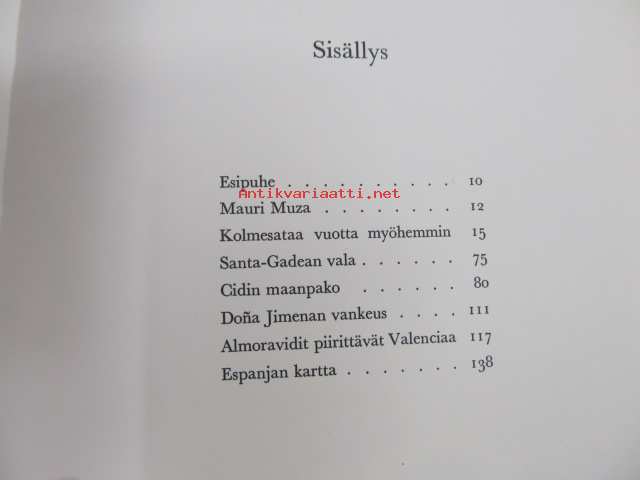 Sisällys
Esipuhe . . . . . . . . . . 10
Antikvariaatti.net
Mauri Muza . . . . . . . . 12
Kolmesataa vuotta myöhemmin 15
Santa-Gadean vala . . . . . . 75
Cidin maanpako . . . . . . 80
Doña Jimenan vankeus . . . . 111
Almoravidit piirittävät Valenciaa 117
Espanjan kartta . . . . . . . 138